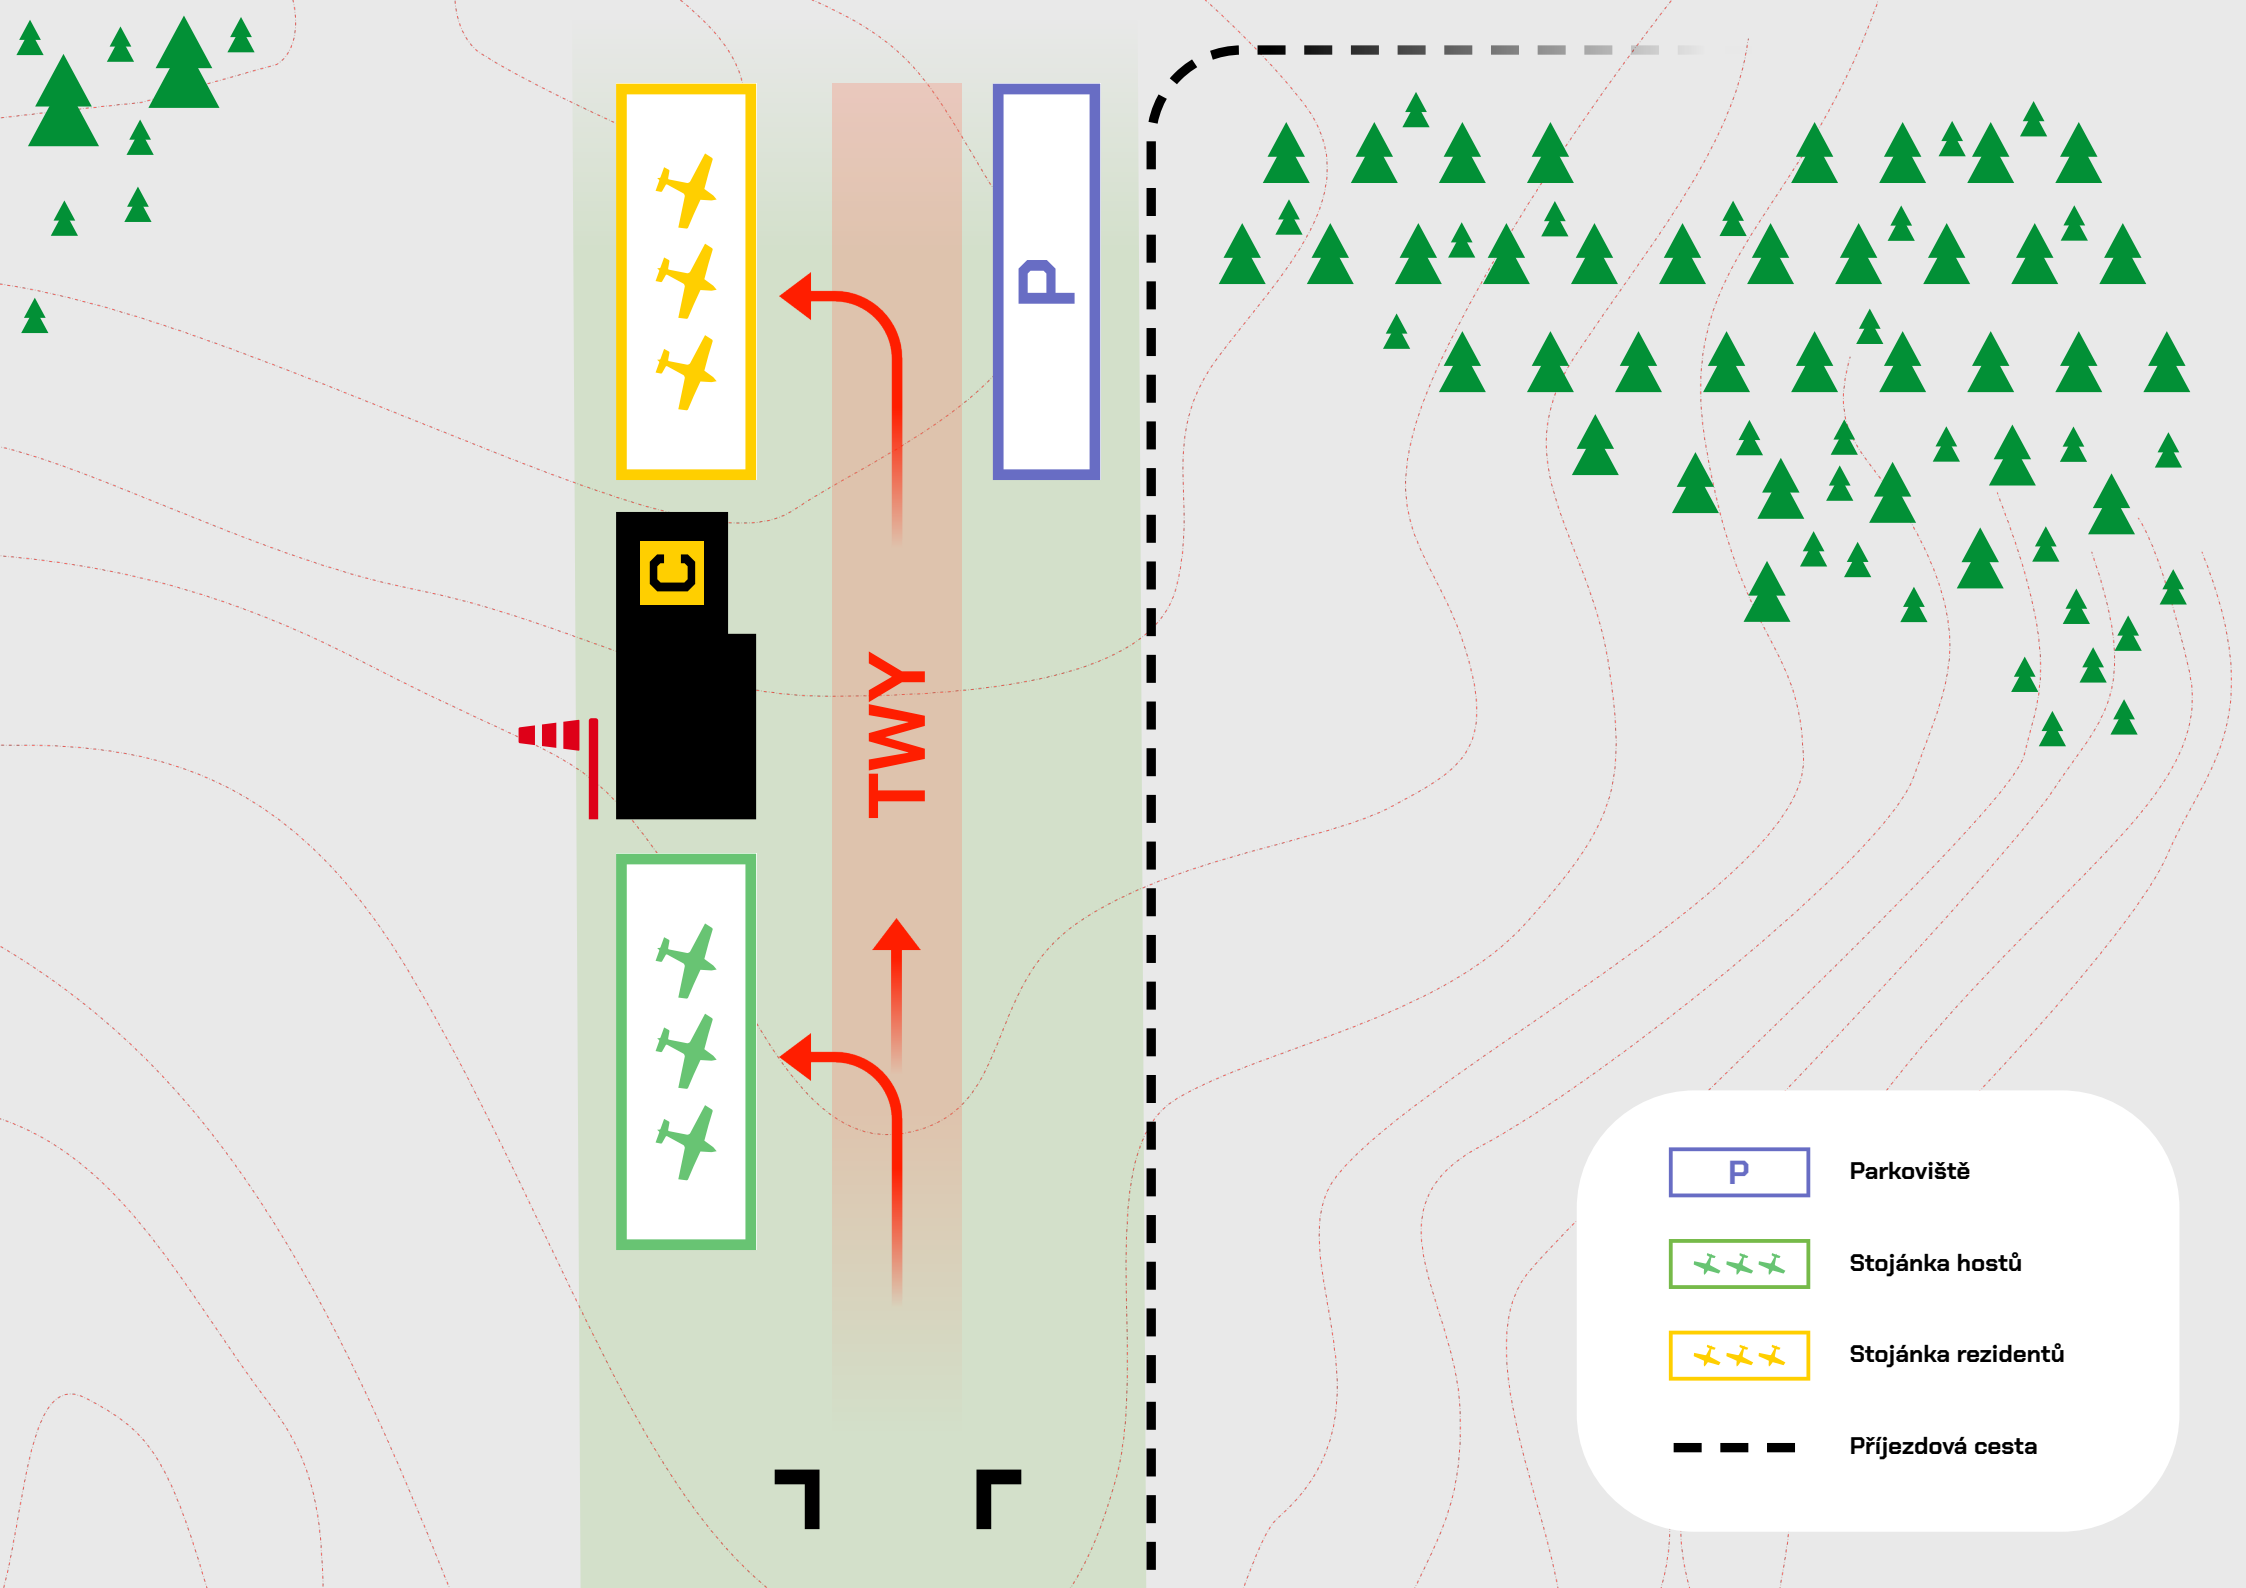 P
C
TWY
P
Parkoviště
Stojánka hostů
Stojánka rezidentů
Příjezdová cesta